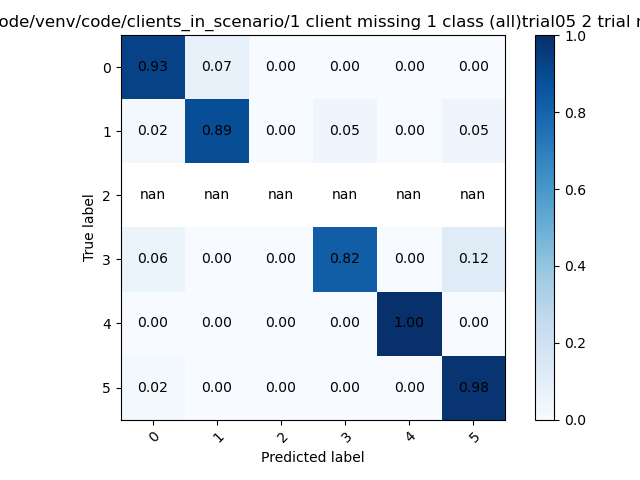 ode/venv/code/clients_in_scenario/1 client missing 1 class (all)trial05 2 trial
1.0
0 0.93 0.07 0.00 0.00 0.00 0.00
0.8
1 0.02 0.89 0.00 0.05 0.00 0.05
2 nan nan nan nan nan nan
0.6
True label
3 0.06 0.00 0.00 0.82 0.00 0.12
0.4
4 0.00 0.00 0.00 0.00 1.00 0.00
0.2
5 0.02 0.00 0.00 0.00 0.00 0.98
0.0
0 1 2 3 4 5
Predicted label